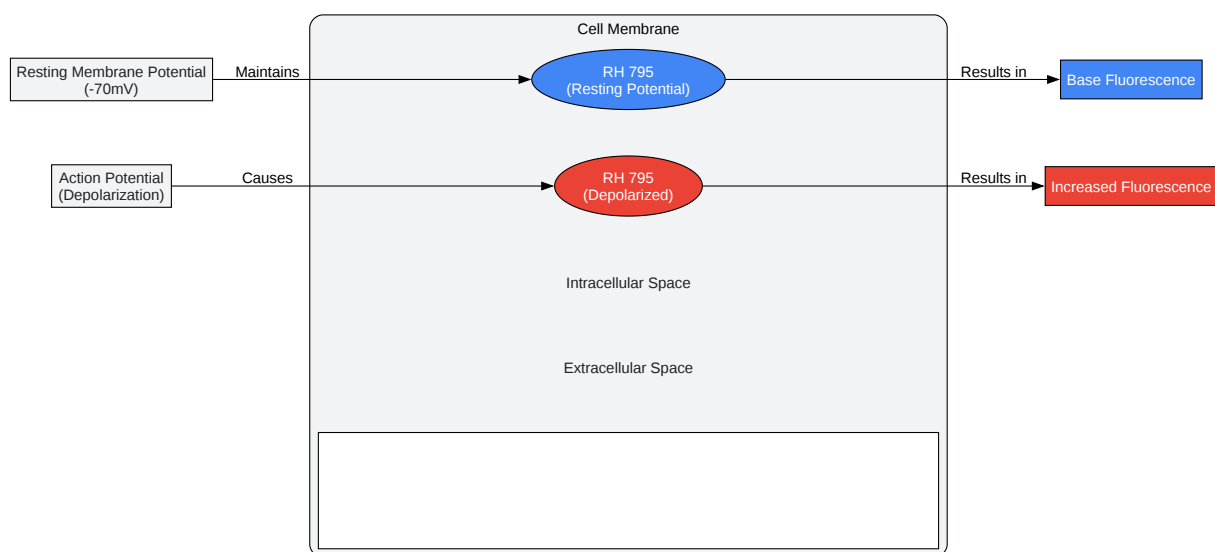 Cell Membrane
Resting Membrane Potential
(-70mV)
Maintains
RH 795
(Resting Potential)
Results in
Base Fluorescence
Action Potential
(Depolarization)
Causes
RH 795
(Depolarized)
Results in
Increased Fluorescence
Intracellular Space
Extracellular Space